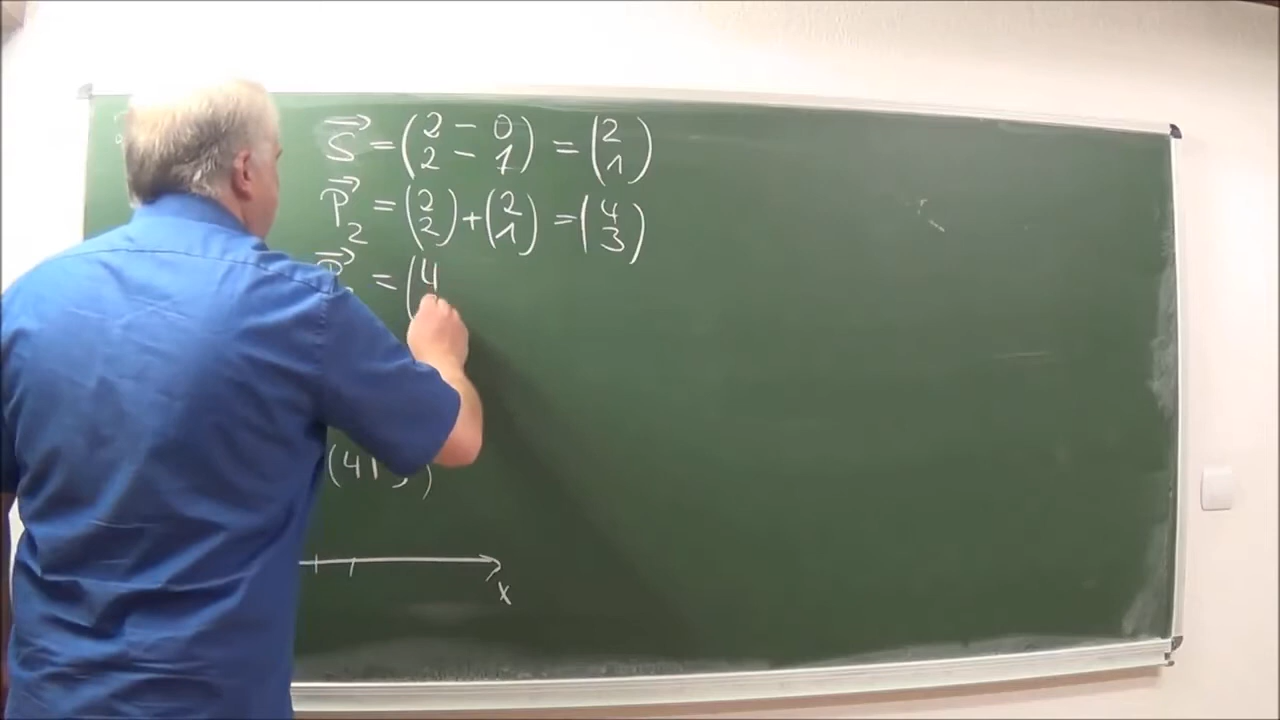 S⃗ = (2 − 0 / 2 − 1) = (2 / 1)
P⃗₂ = (2 / 2) + (2 / 1) = (4 / 3)
P⃗ = (4
(4|
x